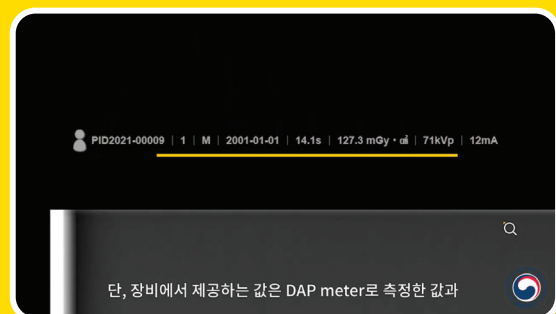 PID2021-00009 | 1 | M | 2001-01-01 | 14.1s | 127.3 mGy · ㎠ | 71kVp | 12mA
단, 장비에서 제공하는 값은 DAP meter로 측정한 값과